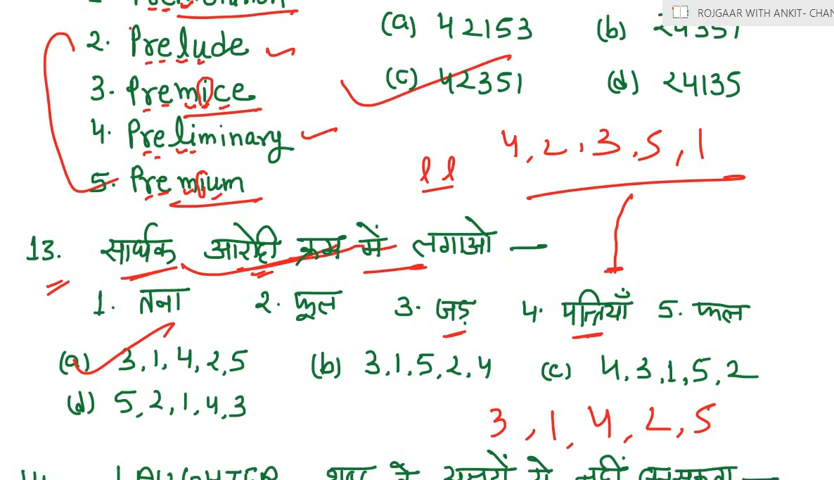 ROJGAAR WITH ANKIT- CHAN
2. Prelude
(a) 42153 (b) 24351
3. Premice
(c) 42351 (d) 24135
4. Preliminary
4,2,3,5,1
5. Premium
ll
13. सार्थक आरोही क्रम में लगाओ —
1. तना 2. फूल 3. जड़ 4. पत्तियाँ 5. फल
(a) 3,1,4,2,5 (b) 3,1,5,2,4 (c) 4,3,1,5,2
(d) 5,2,1,4,3
3,1,4,2,5